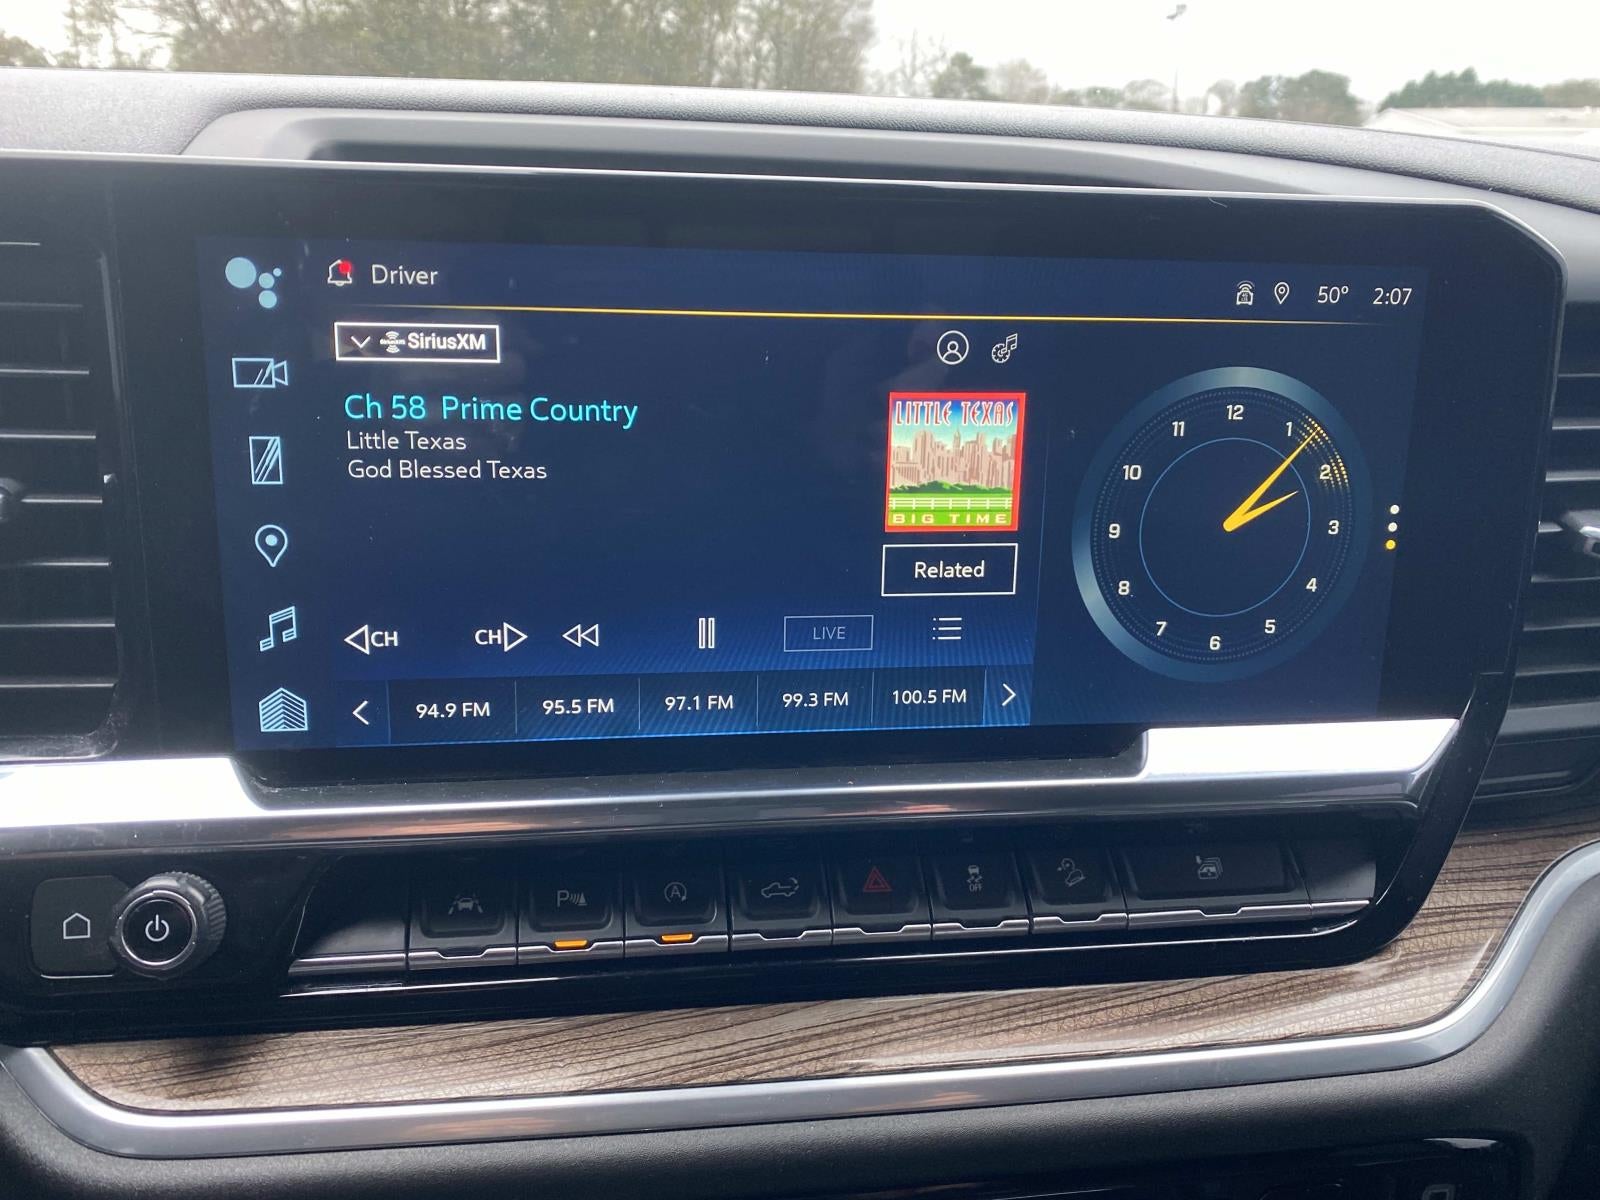 Driver
50° 2:07
SiriusXM
Ch 58 Prime Country
Little Texas
God Blessed Texas
LITTLE TEXAS
BIG TIME
Related
CH
CH
LIVE
94.9 FM
95.5 FM
97.1 FM
99.3 FM
100.5 FM
12
1
2
3
4
5
6
7
8
9
10
11
P
A
OFF